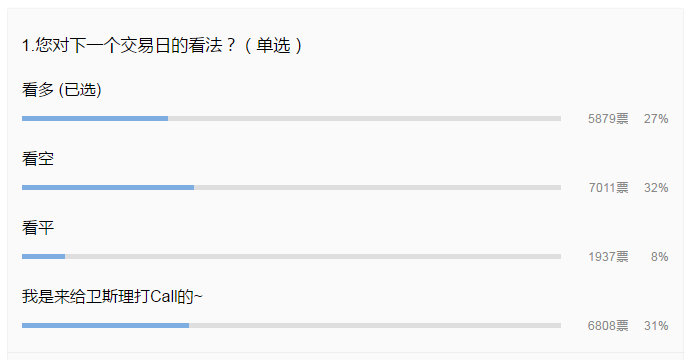 1.您对下一个交易日的看法？（单选）
看多 (已选)
5879票 27%
看空
7011票 32%
看平
1937票 8%
我是来给卫斯理打Call的~
6808票 31%